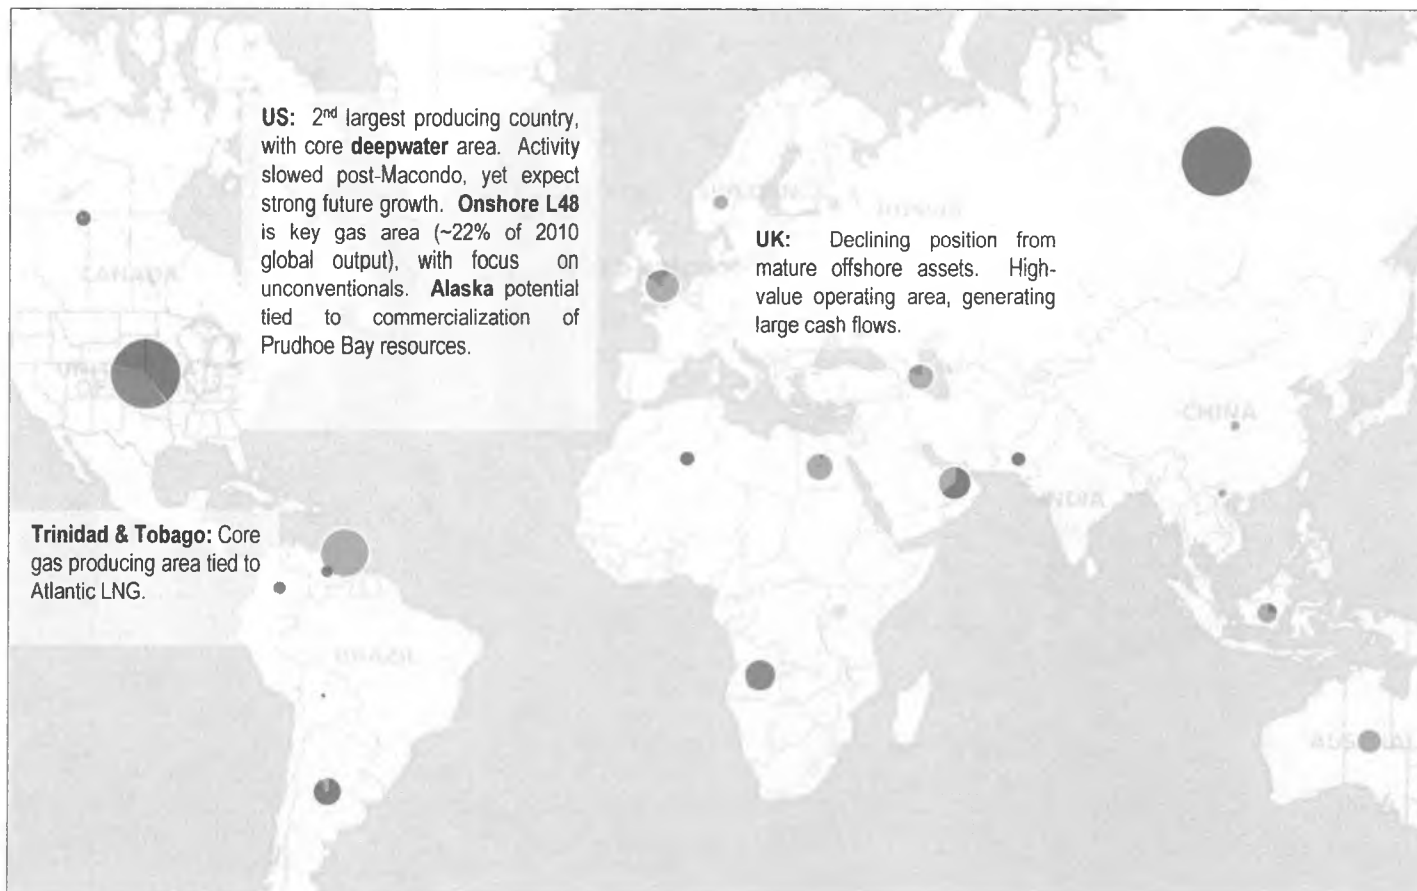 US: 2nd largest producing country,
with core deepwater area. Activity
slowed post-Macondo, yet expect
strong future growth. Onshore L48
is key gas area (~22% of 2010
global output), with focus on
unconventionals. Alaska potential
tied to commercialization of
Prudhoe Bay resources.
UK: Declining position from
mature offshore assets. High-
value operating area, generating
large cash flows.
CANADA
CHINA
INDIA
Trinidad & Tobago: Core
gas producing area tied to
Atlantic LNG.
BRAZIL